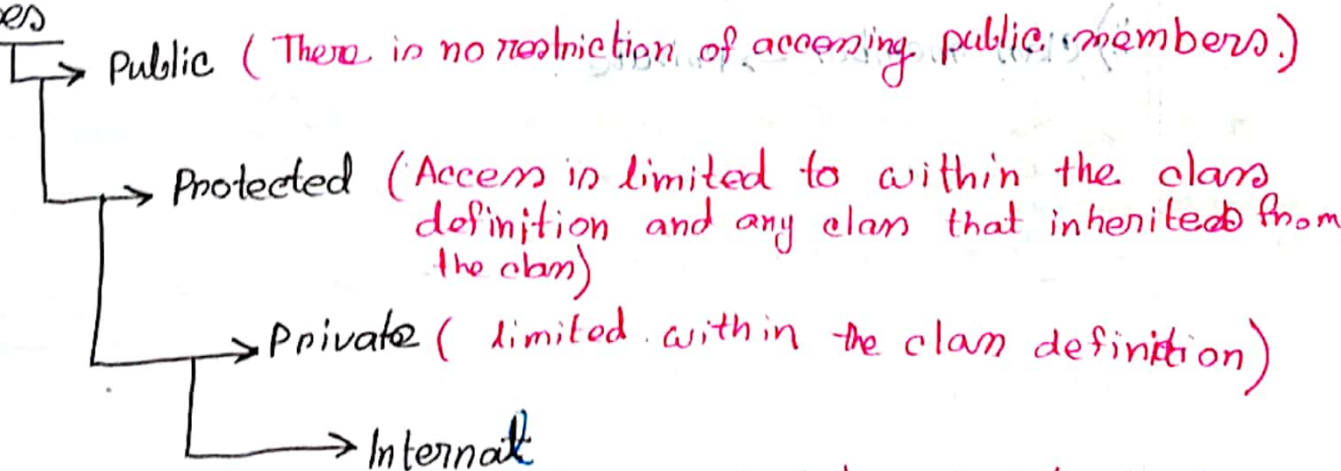 Public (There is no restriction of accessing public members.)
Protected (Access is limited to within the class
definition and any class that inherited from
the class)
Private (limited within the class definition)
Internal